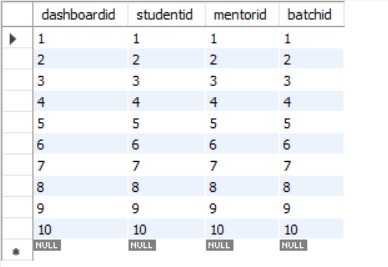 dashboardid studentid mentorid batchid
1 1 1 1
2 2 2 2
3 3 3 3
4 4 4 4
5 5 5 5
6 6 6 6
7 7 7 7
8 8 8 8
9 9 9 9
10 10 10 10
NULL NULL NULL NULL